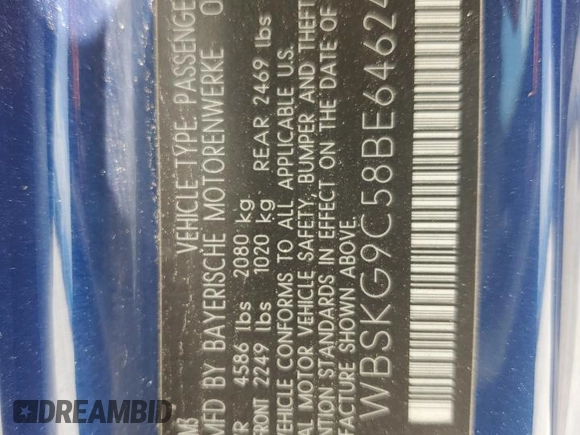 VEHICLE TYPE: PASSENGE
MFD BY BAYERISCHE MOTORENWERKE O
4586 lbs 2080 kg
FRONT 2249 lbs 1020 kg REAR 2469 lbs
VEHICLE CONFORMS TO ALL APPLICABLE U.S.
AL MOTOR VEHICLE SAFETY, BUMPER AND THEFT
NTION STANDARDS IN EFFECT ON THE DATE OF
FACTURE SHOWN ABOVE.
WBSKG9C58BE64624
DREAMBID